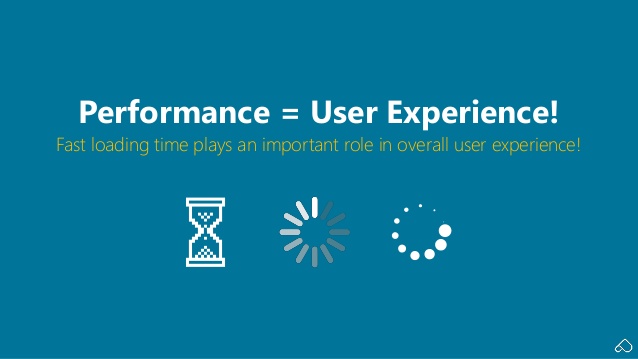 Performance = User Experience!
Fast loading time plays an important role in overall user experience!